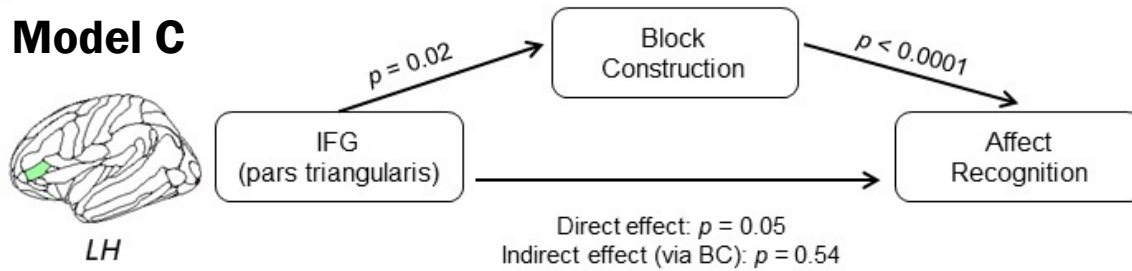 Model C
Block
Construction
p = 0.02
p < 0.0001
IFG
(pars triangularis)
Affect
Recognition
Direct effect: p = 0.05
Indirect effect (via BC): p = 0.54
LH